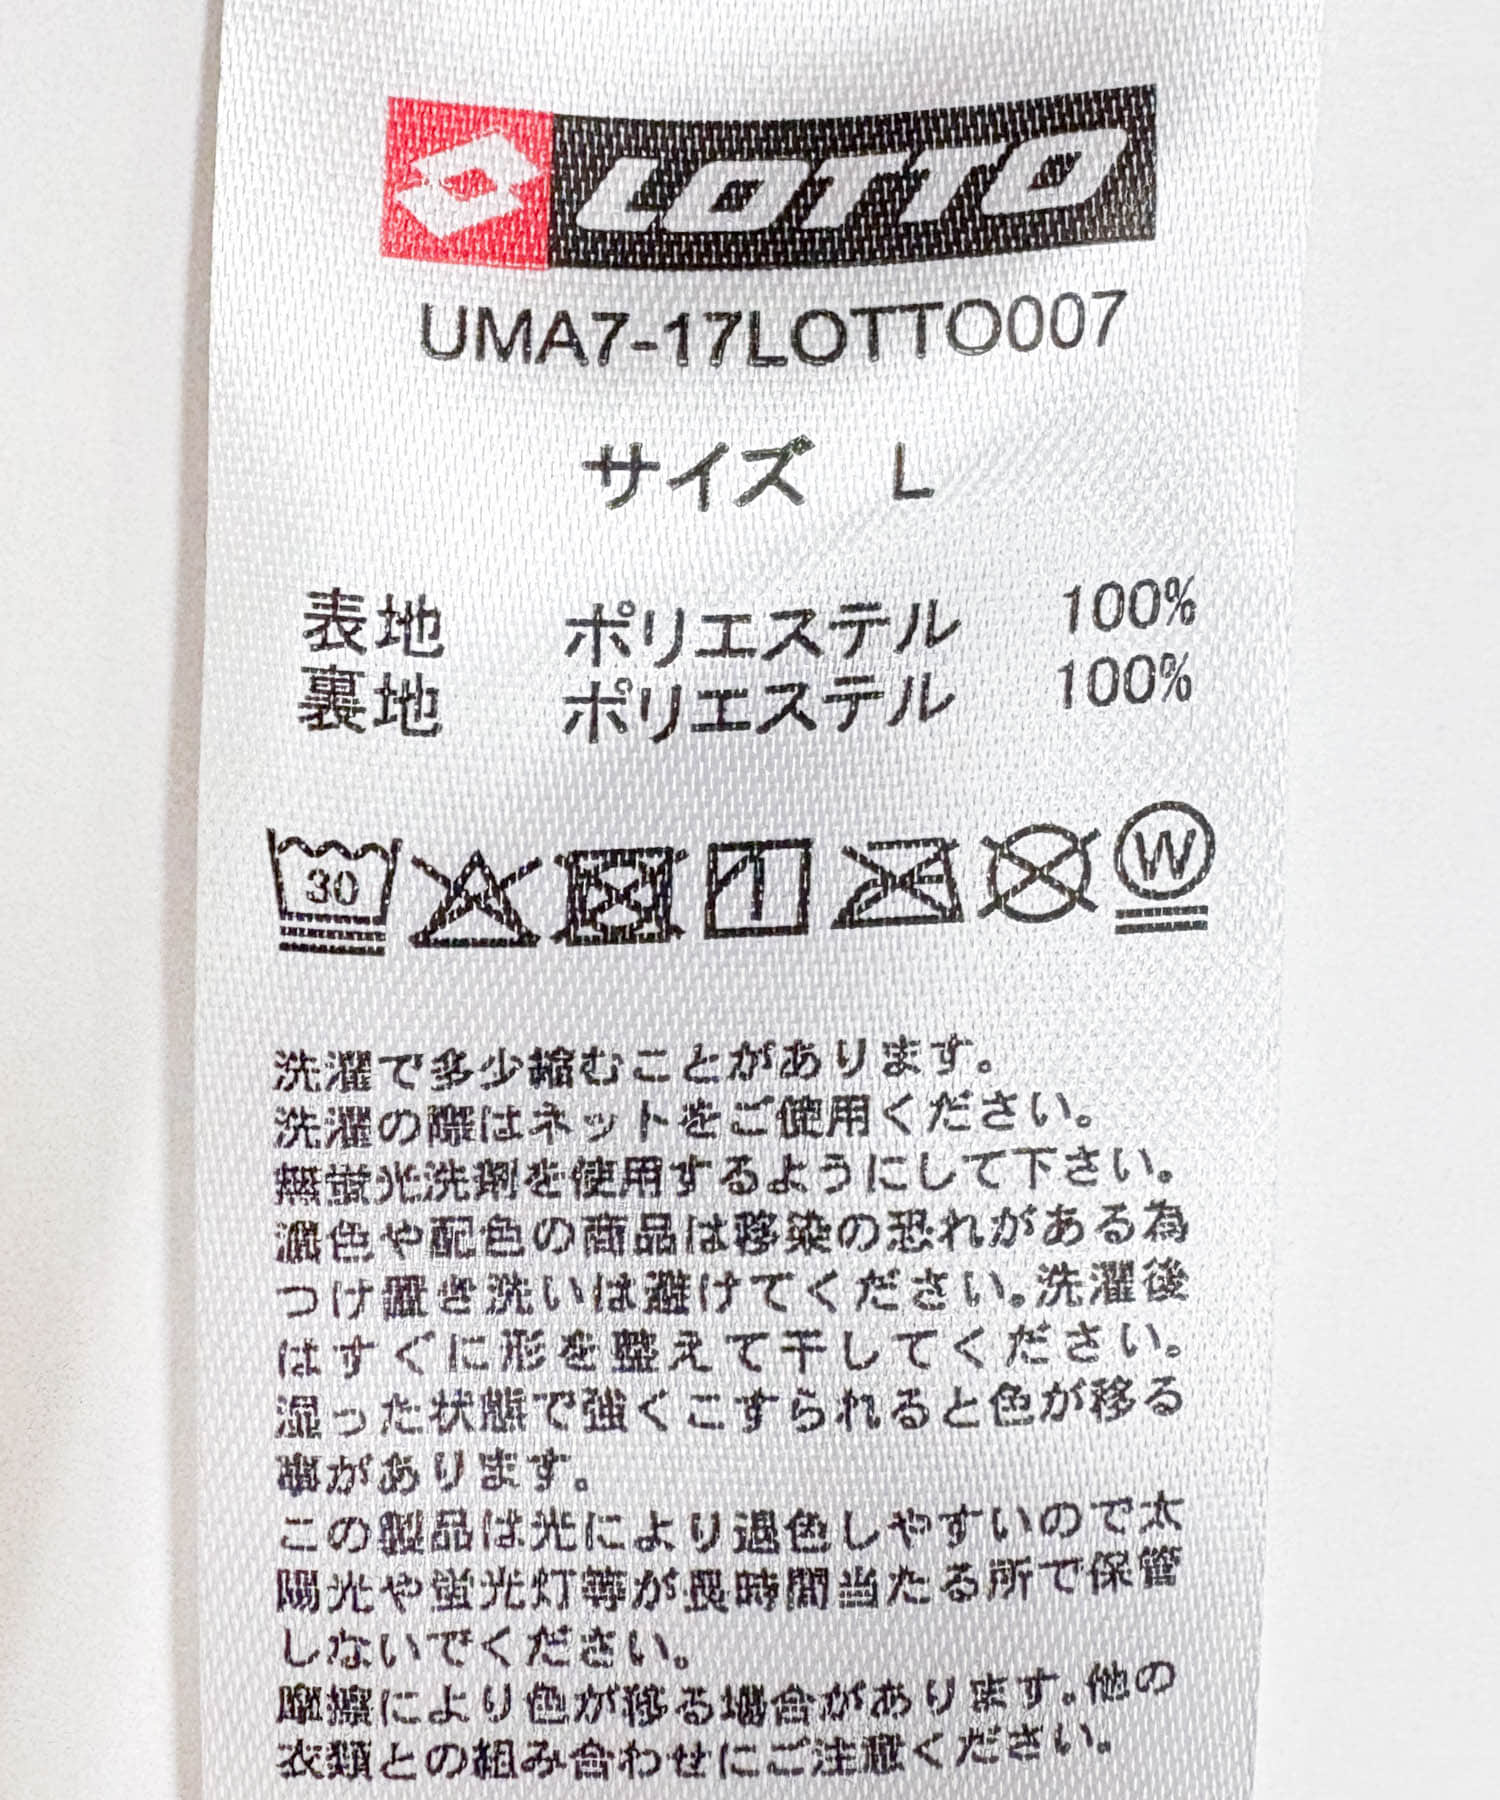 LOTTO
UMA7-17LOTTO007
サイズ L
表地 ポリエステル 100%
裏地 ポリエステル 100%
30 W
洗濯で多少縮むことがあります。
洗濯の際はネットをご使用ください。
無蛍光洗剤を使用するようにして下さい。
濃色や配色の商品は移染の恐れがある為
つけ置き洗いは避けてください。洗濯後
はすぐに形を整えて干してください。
湿った状態で強くこすられると色が移る
事があります。
この製品は光により退色しやすいので太
陽光や蛍光灯等が長時間当たる所で保管
しないでください。
摩擦により色が移る場合があります。他の
衣類との組み合わせにご注意ください。